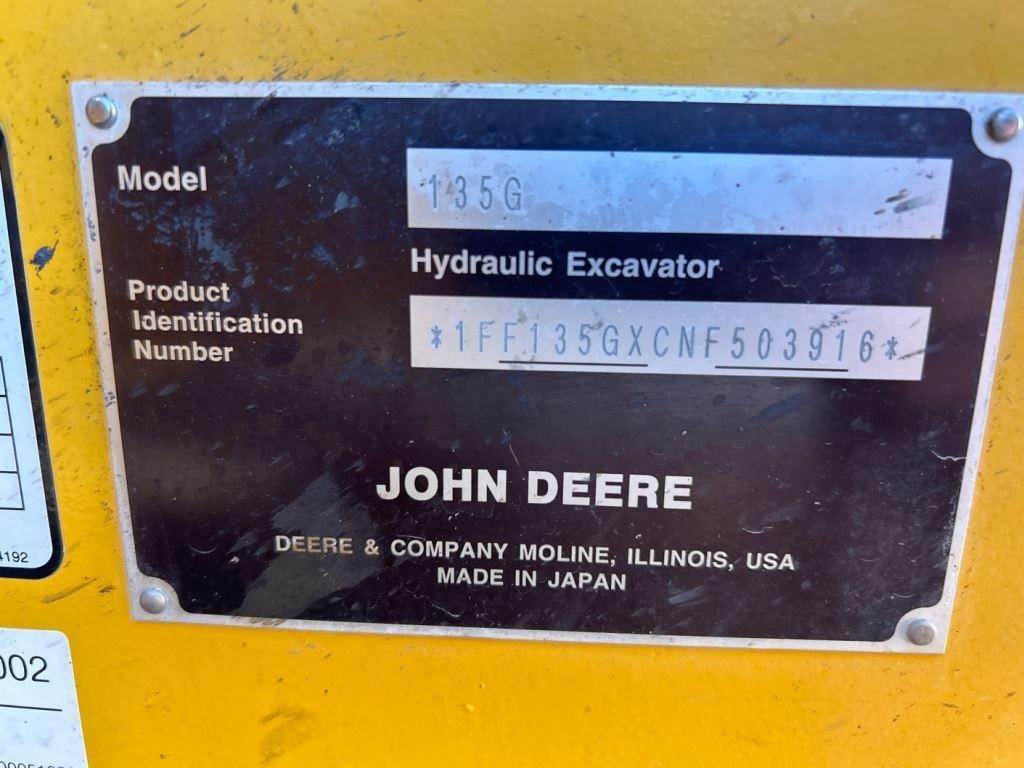 Model
135G
Hydraulic Excavator
Product
Identification
Number
*1FF135GXCNF503916*
JOHN DEERE
DEERE & COMPANY MOLINE, ILLINOIS, USA
MADE IN JAPAN
4192
002